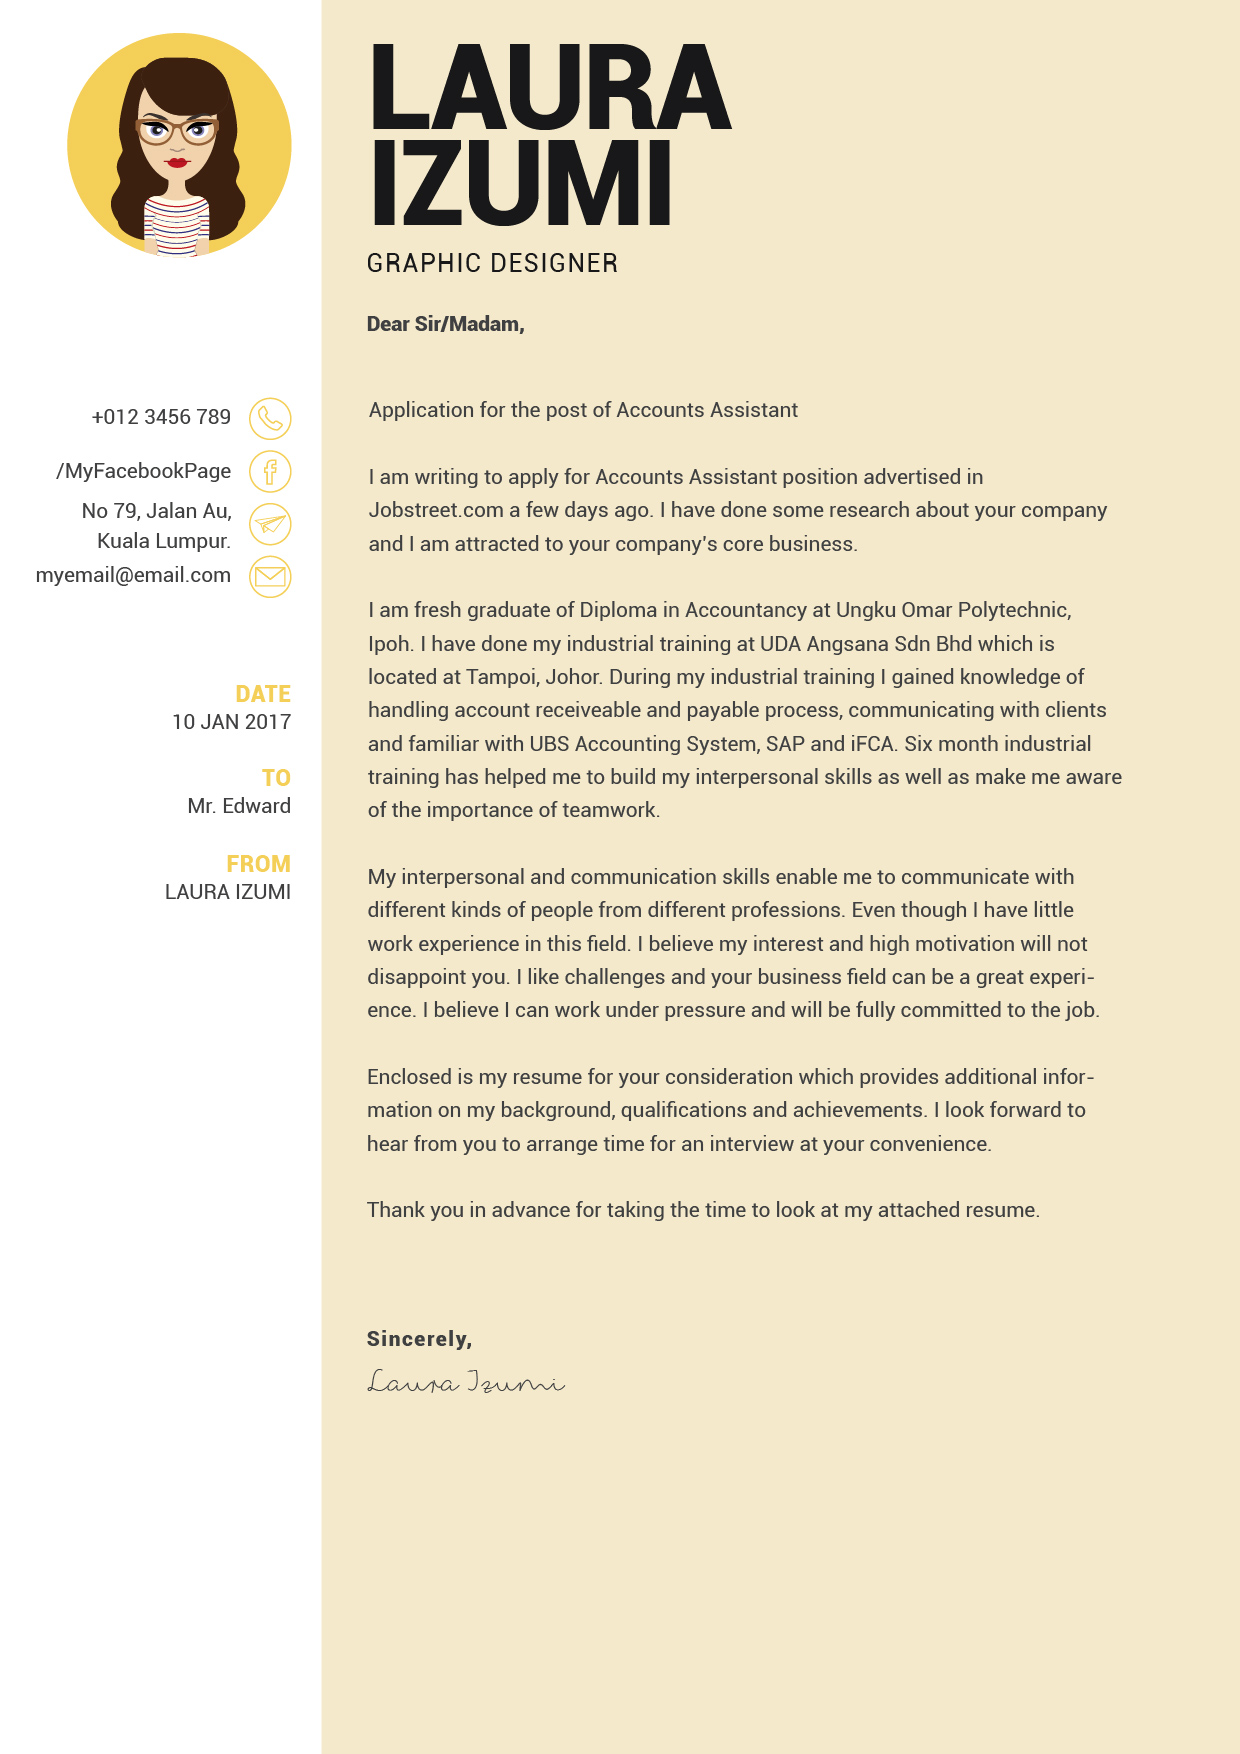 LAURA
IZUMI
GRAPHIC DESIGNER
+012 3456 789
/MyFacebookPage
No 79, Jalan Au,
Kuala Lumpur.
myemail@email.com
DATE
10 JAN 2017
TO
Mr. Edward
FROM
LAURA IZUMI
Dear Sir/Madam,
Application for the post of Accounts Assistant
I am writing to apply for Accounts Assistant position advertised in
Jobstreet.com a few days ago. I have done some research about your company
and I am attracted to your company's core business.
I am fresh graduate of Diploma in Accountancy at Ungku Omar Polytechnic,
Ipoh. I have done my industrial training at UDA Angsana Sdn Bhd which is
located at Tampoi, Johor. During my industrial training I gained knowledge of
handling account receiveable and payable process, communicating with clients
and familiar with UBS Accounting System, SAP and iFCA. Six month industrial
training has helped me to build my interpersonal skills as well as make me aware
of the importance of teamwork.
My interpersonal and communication skills enable me to communicate with
different kinds of people from different professions. Even though I have little
work experience in this field. I believe my interest and high motivation will not
disappoint you. I like challenges and your business field can be a great experi-
ence. I believe I can work under pressure and will be fully committed to the job.
Enclosed is my resume for your consideration which provides additional infor-
mation on my background, qualifications and achievements. I look forward to
hear from you to arrange time for an interview at your convenience.
Thank you in advance for taking the time to look at my attached resume.
Sincerely,
Laura Izumi